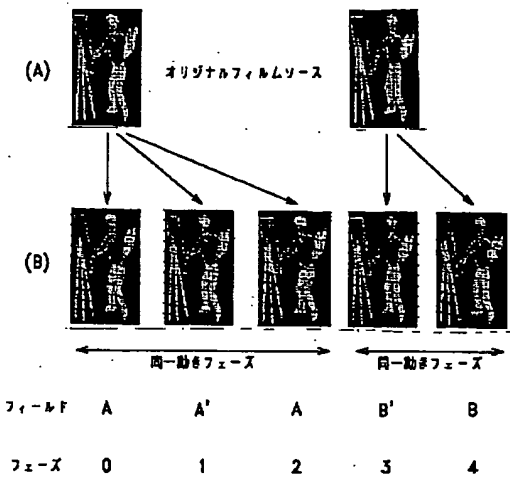 (A) オリジナルフィルムソース
(B)
同一動きフェーズ 同一動きフェーズ
フィールド A A' A B' B
フェーズ 0 1 2 3 4